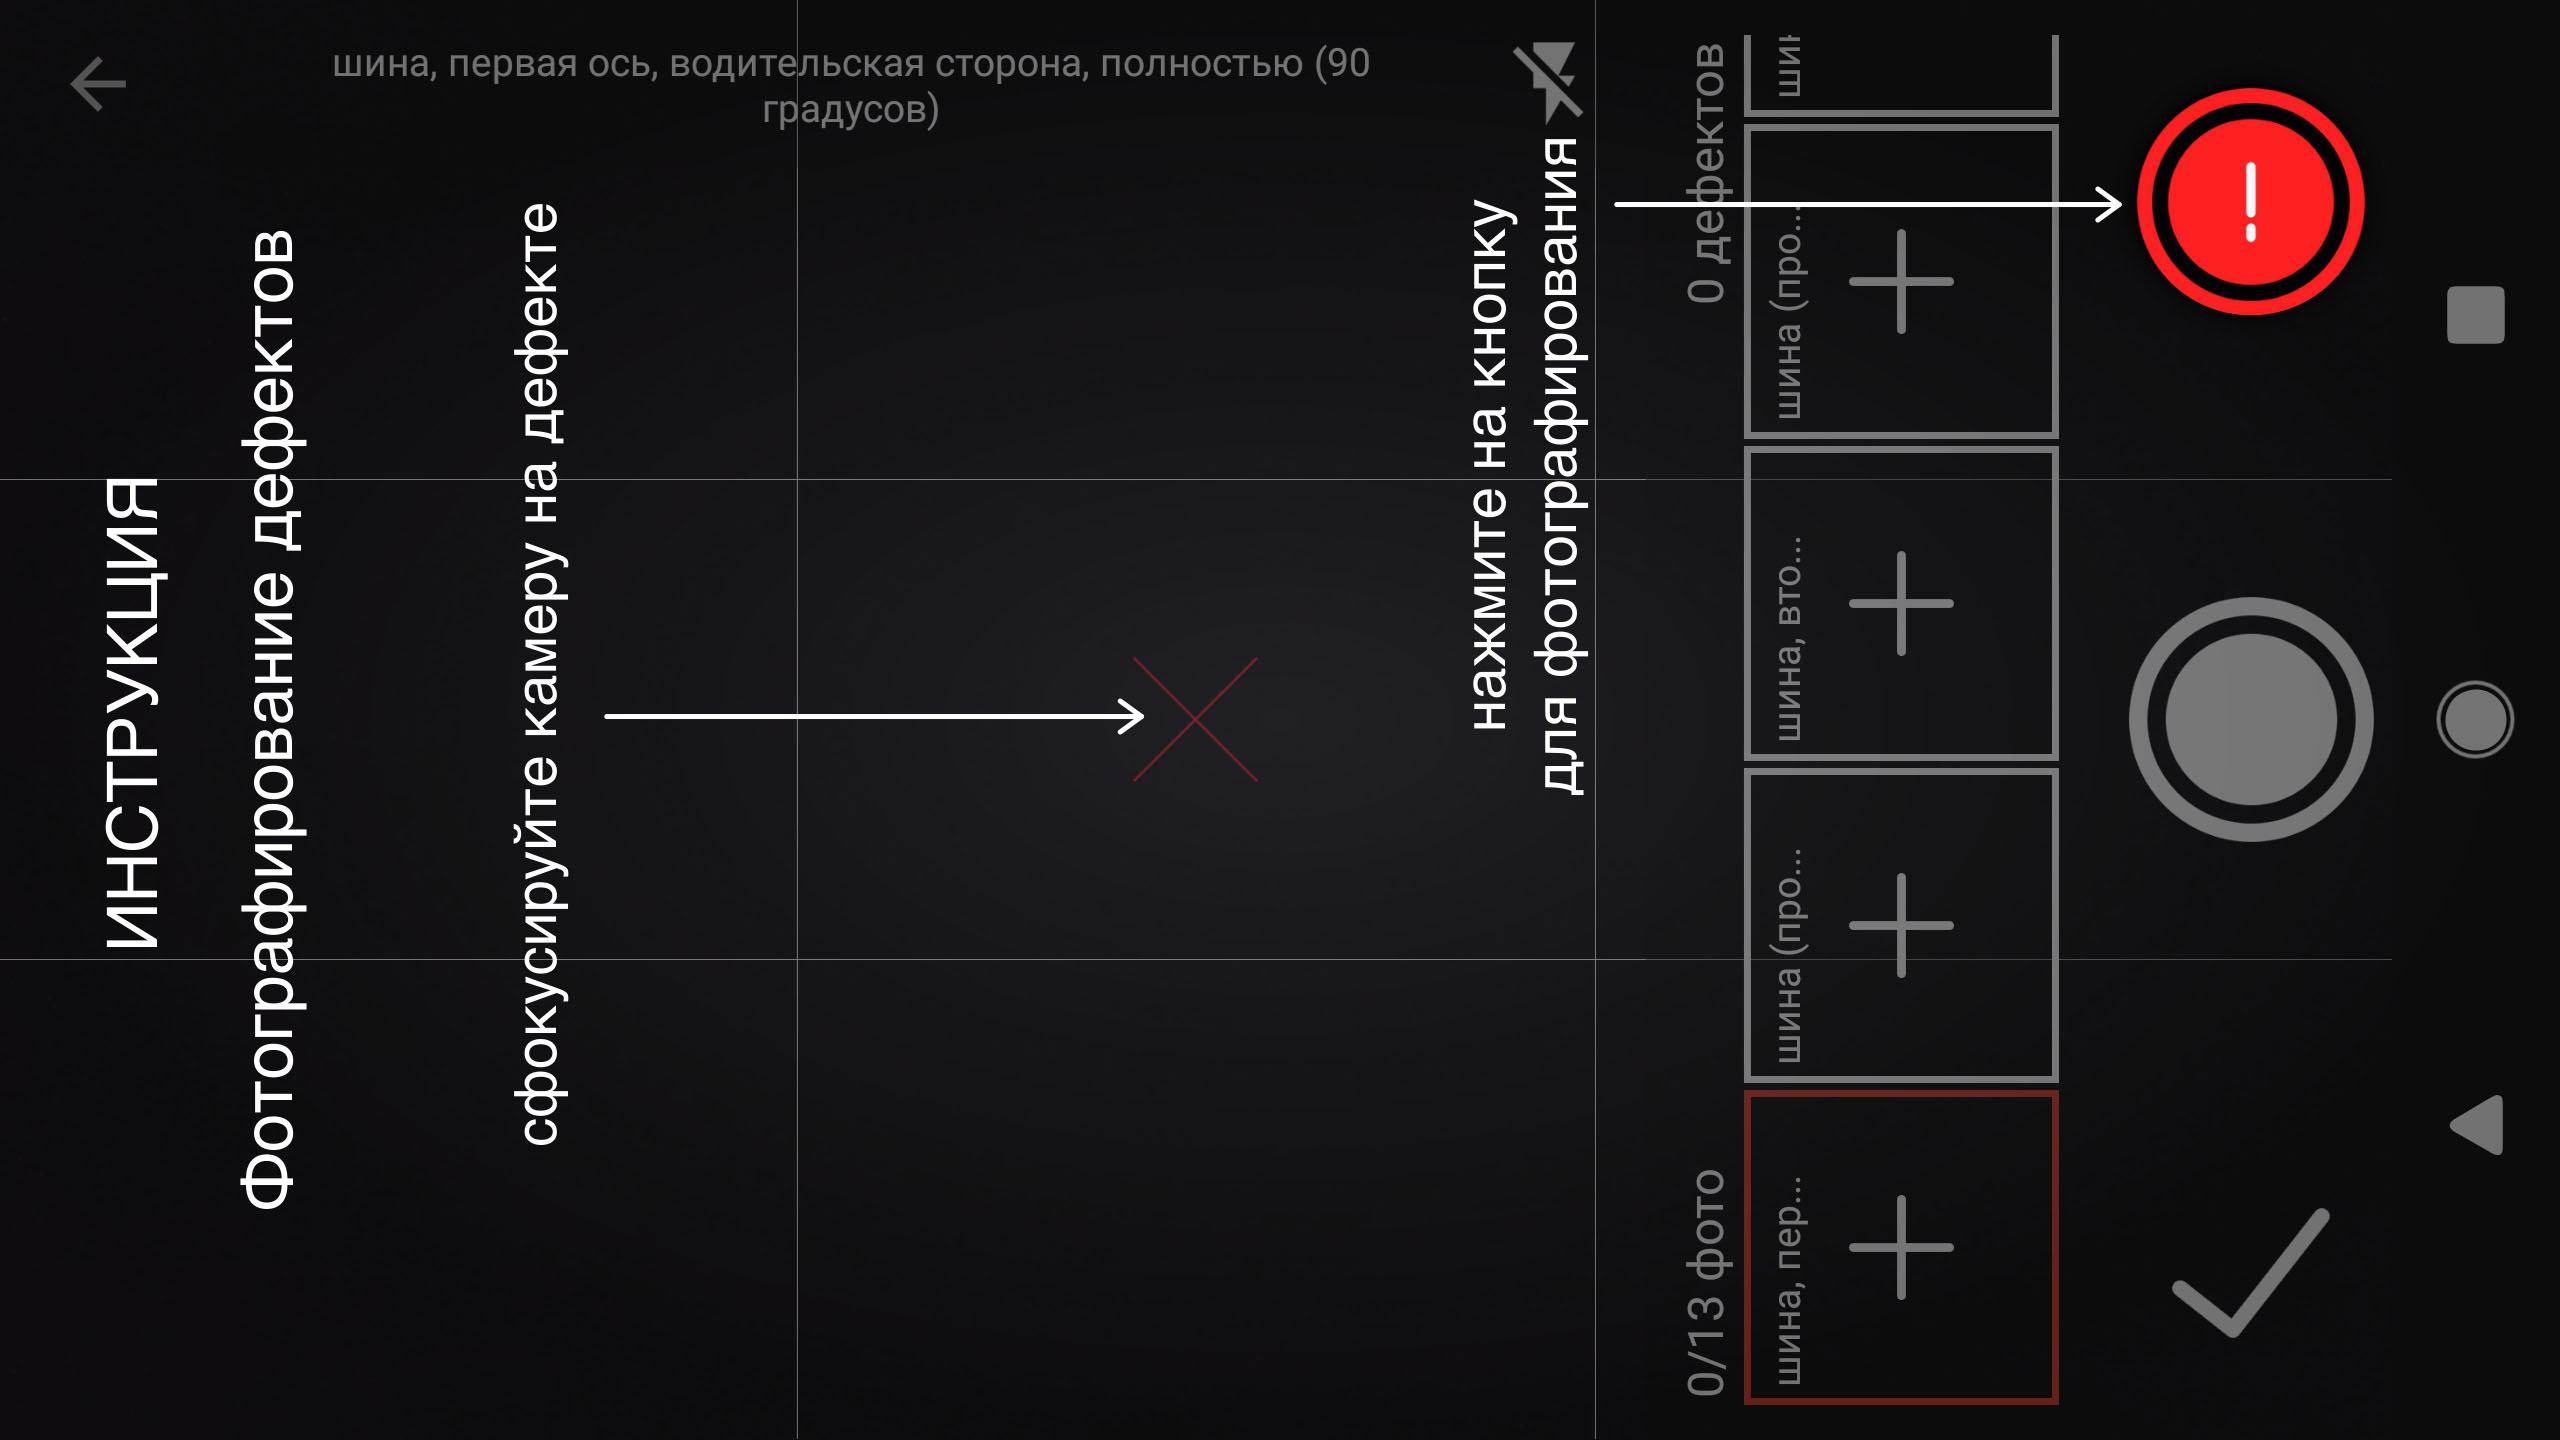 шина, первая ось, водительская сторона, полностью (90
градусов)
ИНСТРУКЦИЯ
Фотографирование дефектов
сфокусируйте камеру на дефекте
нажмите на кнопку
для фотографирования
0/13 фото
0 дефектов
шина, пер...
шина (про...
шина, вто...
шина (про...
шин